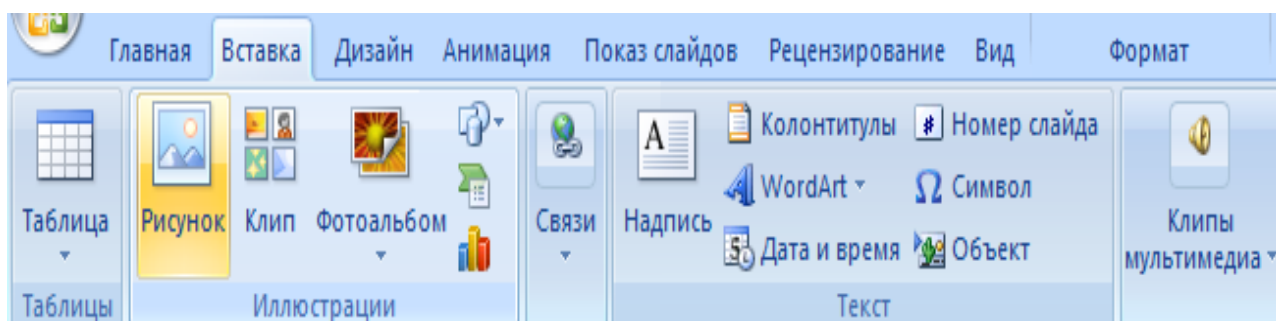 Главная Вставка Дизайн Анимация Показ слайдов Рецензирование Вид Формат
Таблица
Рисунок
Клип
Фотоальбом
Связи
Надпись
Колонтитулы
WordArt
Дата и время
Номер слайда
Символ
Объект
Клипы
мультимедиа
Таблицы
Иллюстрации
Текст